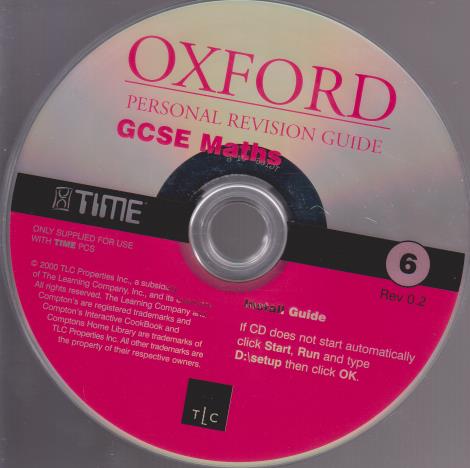 OXFORD
PERSONAL REVISION GUIDE
GCSE Maths
TIME
ONLY SUPPLIED FOR USE
WITH TIME PCS
6
Rev 0.2
© 2000 TLC Properties Inc., a subsidiary
of The Learning Company, Inc., and its
All rights reserved. The Learning Company and
Compton's are registered trademarks and
Compton's Interactive CookBook and
Comptons Home Library are trademarks of
TLC Properties Inc. All other trademarks are
the property of their respective owners.
Install Guide
If CD does not start automatically
click Start, Run and type
D:\setup then click OK.
TLC